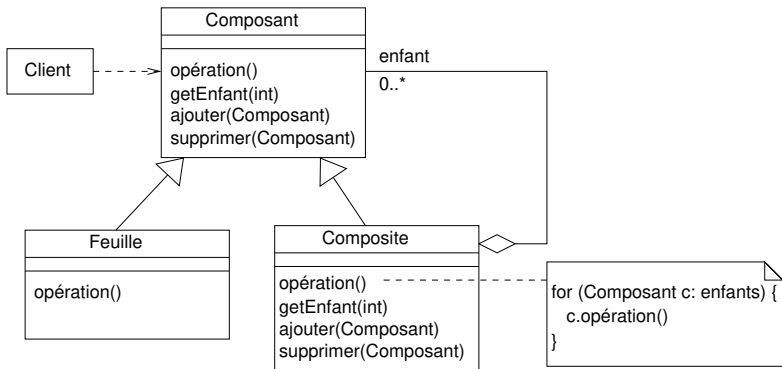 Composant
opération()
getEnfant(int)
ajouter(Composant)
supprimer(Composant)
Client
enfant
0..*
Feuille
opération()
Composite
opération()
getEnfant(int)
ajouter(Composant)
supprimer(Composant)
for (Composant c: enfants) {
c.opération()
}